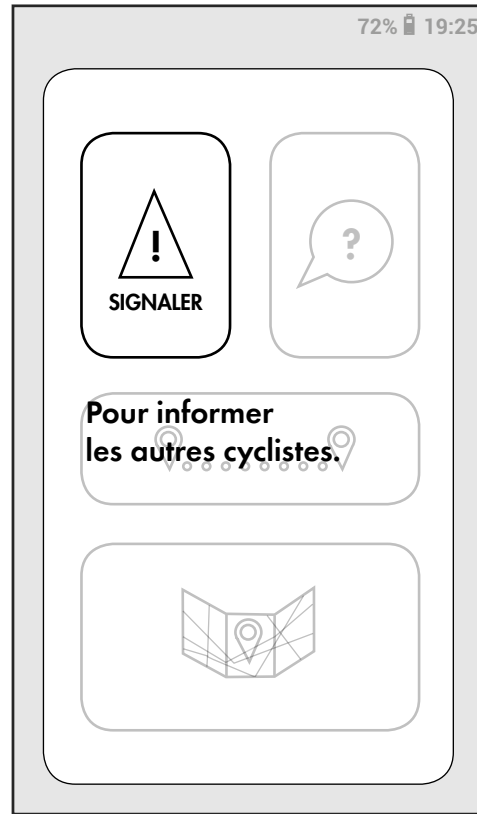 72% 19:25
!
?
SIGNALER
Pour informer
les autres cyclistes.